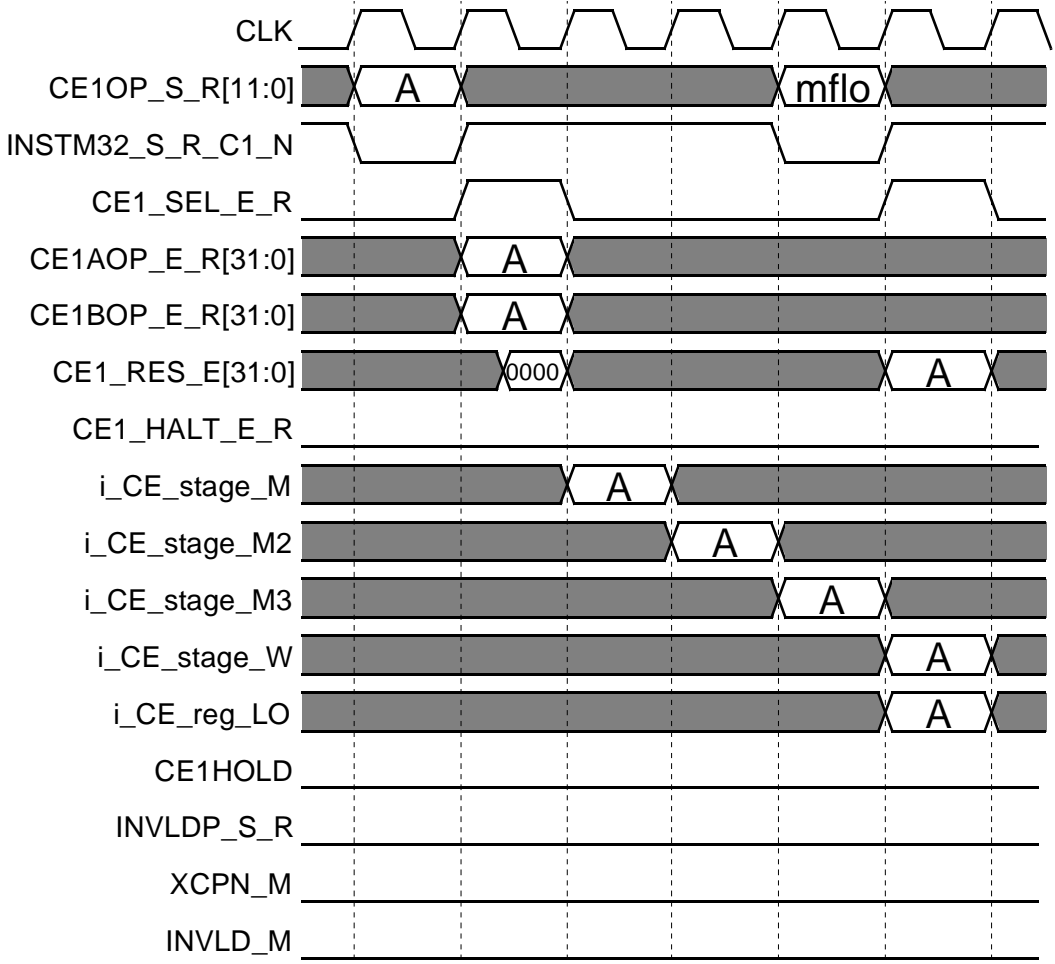 CLK
CE1OP_S_R[11:0] A mflo
INSTM32_S_R_C1_N
CE1_SEL_E_R
CE1AOP_E_R[31:0] A
CE1BOP_E_R[31:0] A
CE1_RES_E[31:0] 0000 A
CE1_HALT_E_R
i_CE_stage_M A
i_CE_stage_M2 A
i_CE_stage_M3 A
i_CE_stage_W A
i_CE_reg_LO A
CE1HOLD
INVLDP_S_R
XCPN_M
INVLD_M